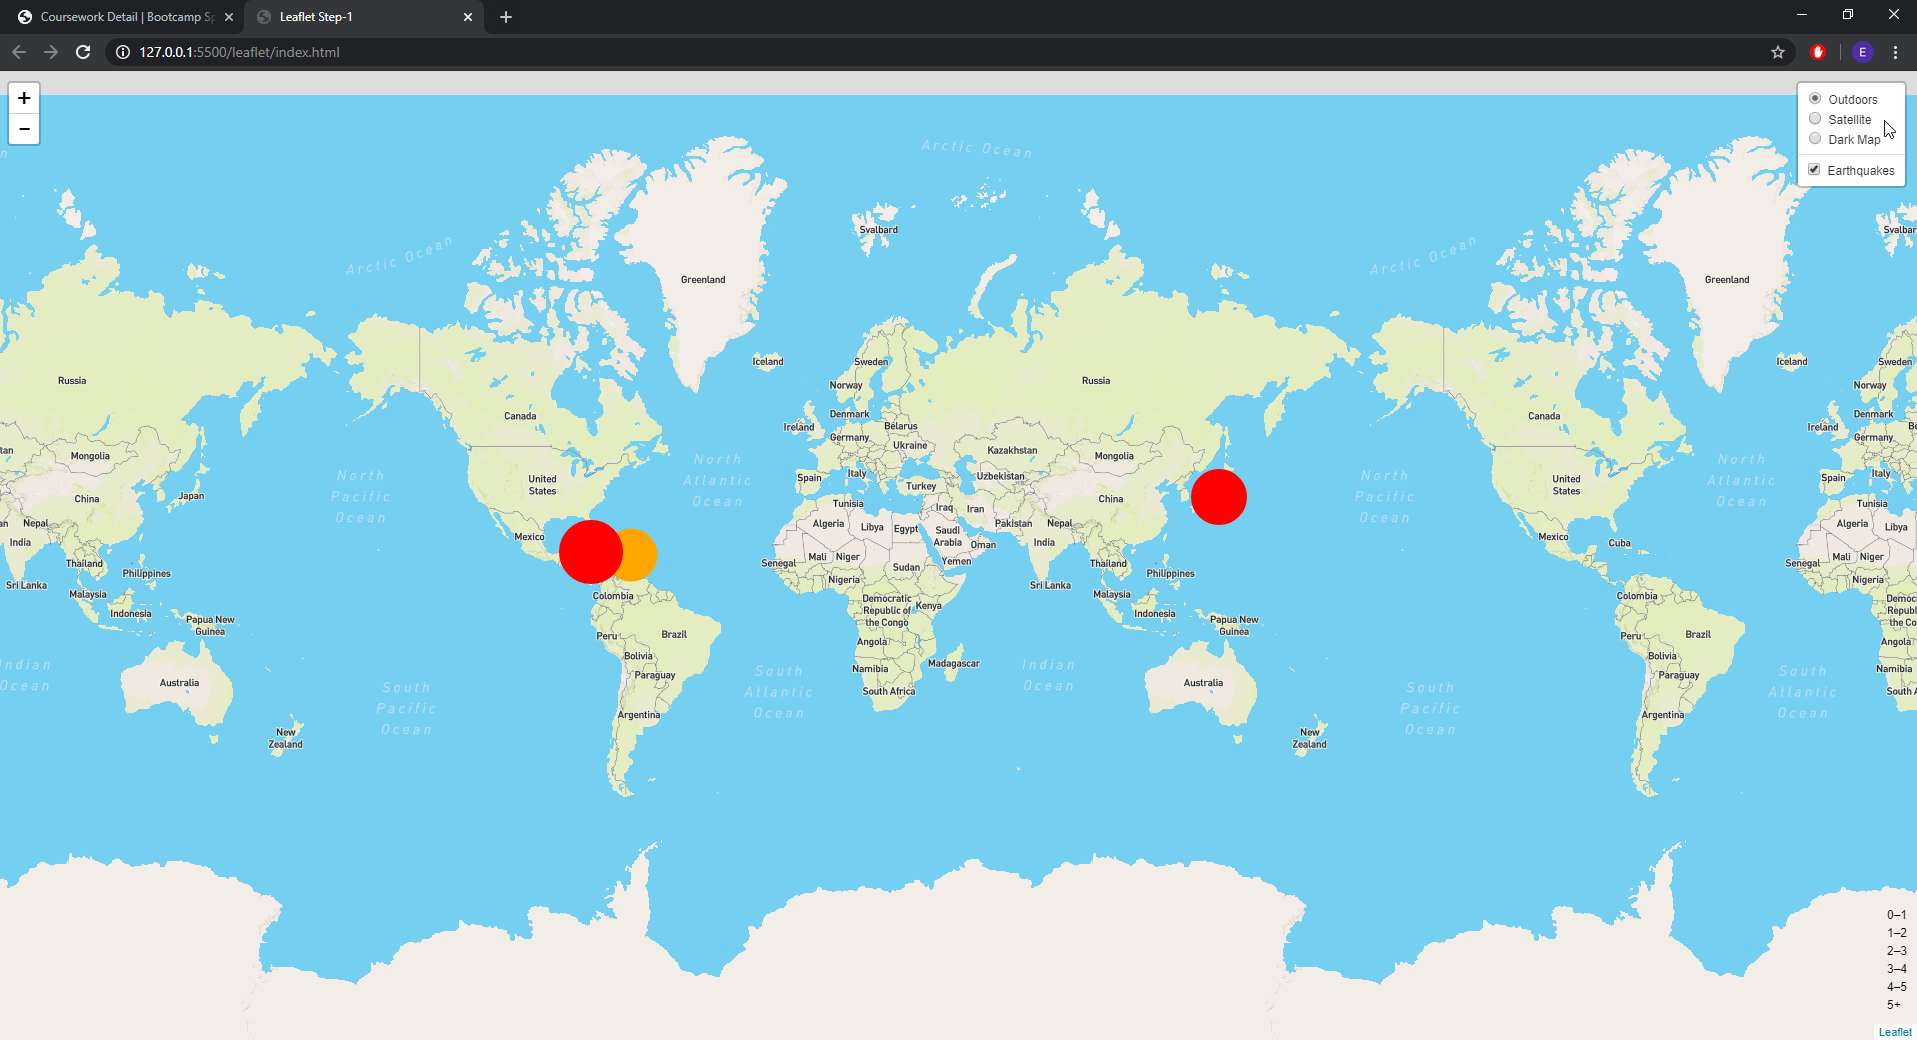 Coursework Detail | Bootcamp Sp
Leaflet Step-1
127.0.0.1:5500/leaflet/index.html
E
+
−
Outdoors
Satellite
Dark Map
Earthquakes
Arctic Ocean
Svalbard
Svalbar
Arctic Ocean
Arctic Ocean
Greenland
Greenland
Iceland
Sweden
Iceland
Sweden
Russia
Norway
Russia
Norway
Canada
Denmark
Canada
Denmark
Ireland
Belarus
Ireland
Be
Germany
Ukraine
Germany
tan
Mongolia
Kazakhstan
Mongolia
North Atlantic Ocean
North Atlantic Ocean
Italy
Italy
North Pacific Ocean
Spain
Uzbekistan
North Pacific Ocean
Spain
United States
Turkey
United States
China
Japan
China
Tunisia
Tunisia
Iraq
Iran
an
Nepal
Algeria
Libya
Egypt
Pakistan
Nepal
Algeria
Libya
Mexico
Saudi Arabia
Mexico
India
Oman
India
Cuba
Mali
Niger
Mali
Niger
Thailand
Senegal
Yemen
Thailand
Senegal
Philippines
Sudan
Philippines
Nigeria
Nigeria
Sri Lanka
Sri Lanka
Malaysia
Colombia
Malaysia
Colombia
Democratic Republic of the Congo
Kenya
Democ
Republ
the Co
Indonesia
Indonesia
Papua New Guinea
Papua New Guinea
Peru
Brazil
Angola
Peru
Brazil
Angola
Bolivia
Bolivia
Indian Ocean
Madagascar
Indian Ocean
Namibia
Namibia
Paraguay
Paraguay
South Atlantic Ocean
South Atlantic Ocean
Australia
South Africa
Australia
South A
South Pacific Ocean
South Pacific Ocean
Argentina
Argentina
New Zealand
New Zealand
0–1
1–2
2–3
3–4
4–5
5+
Leaflet